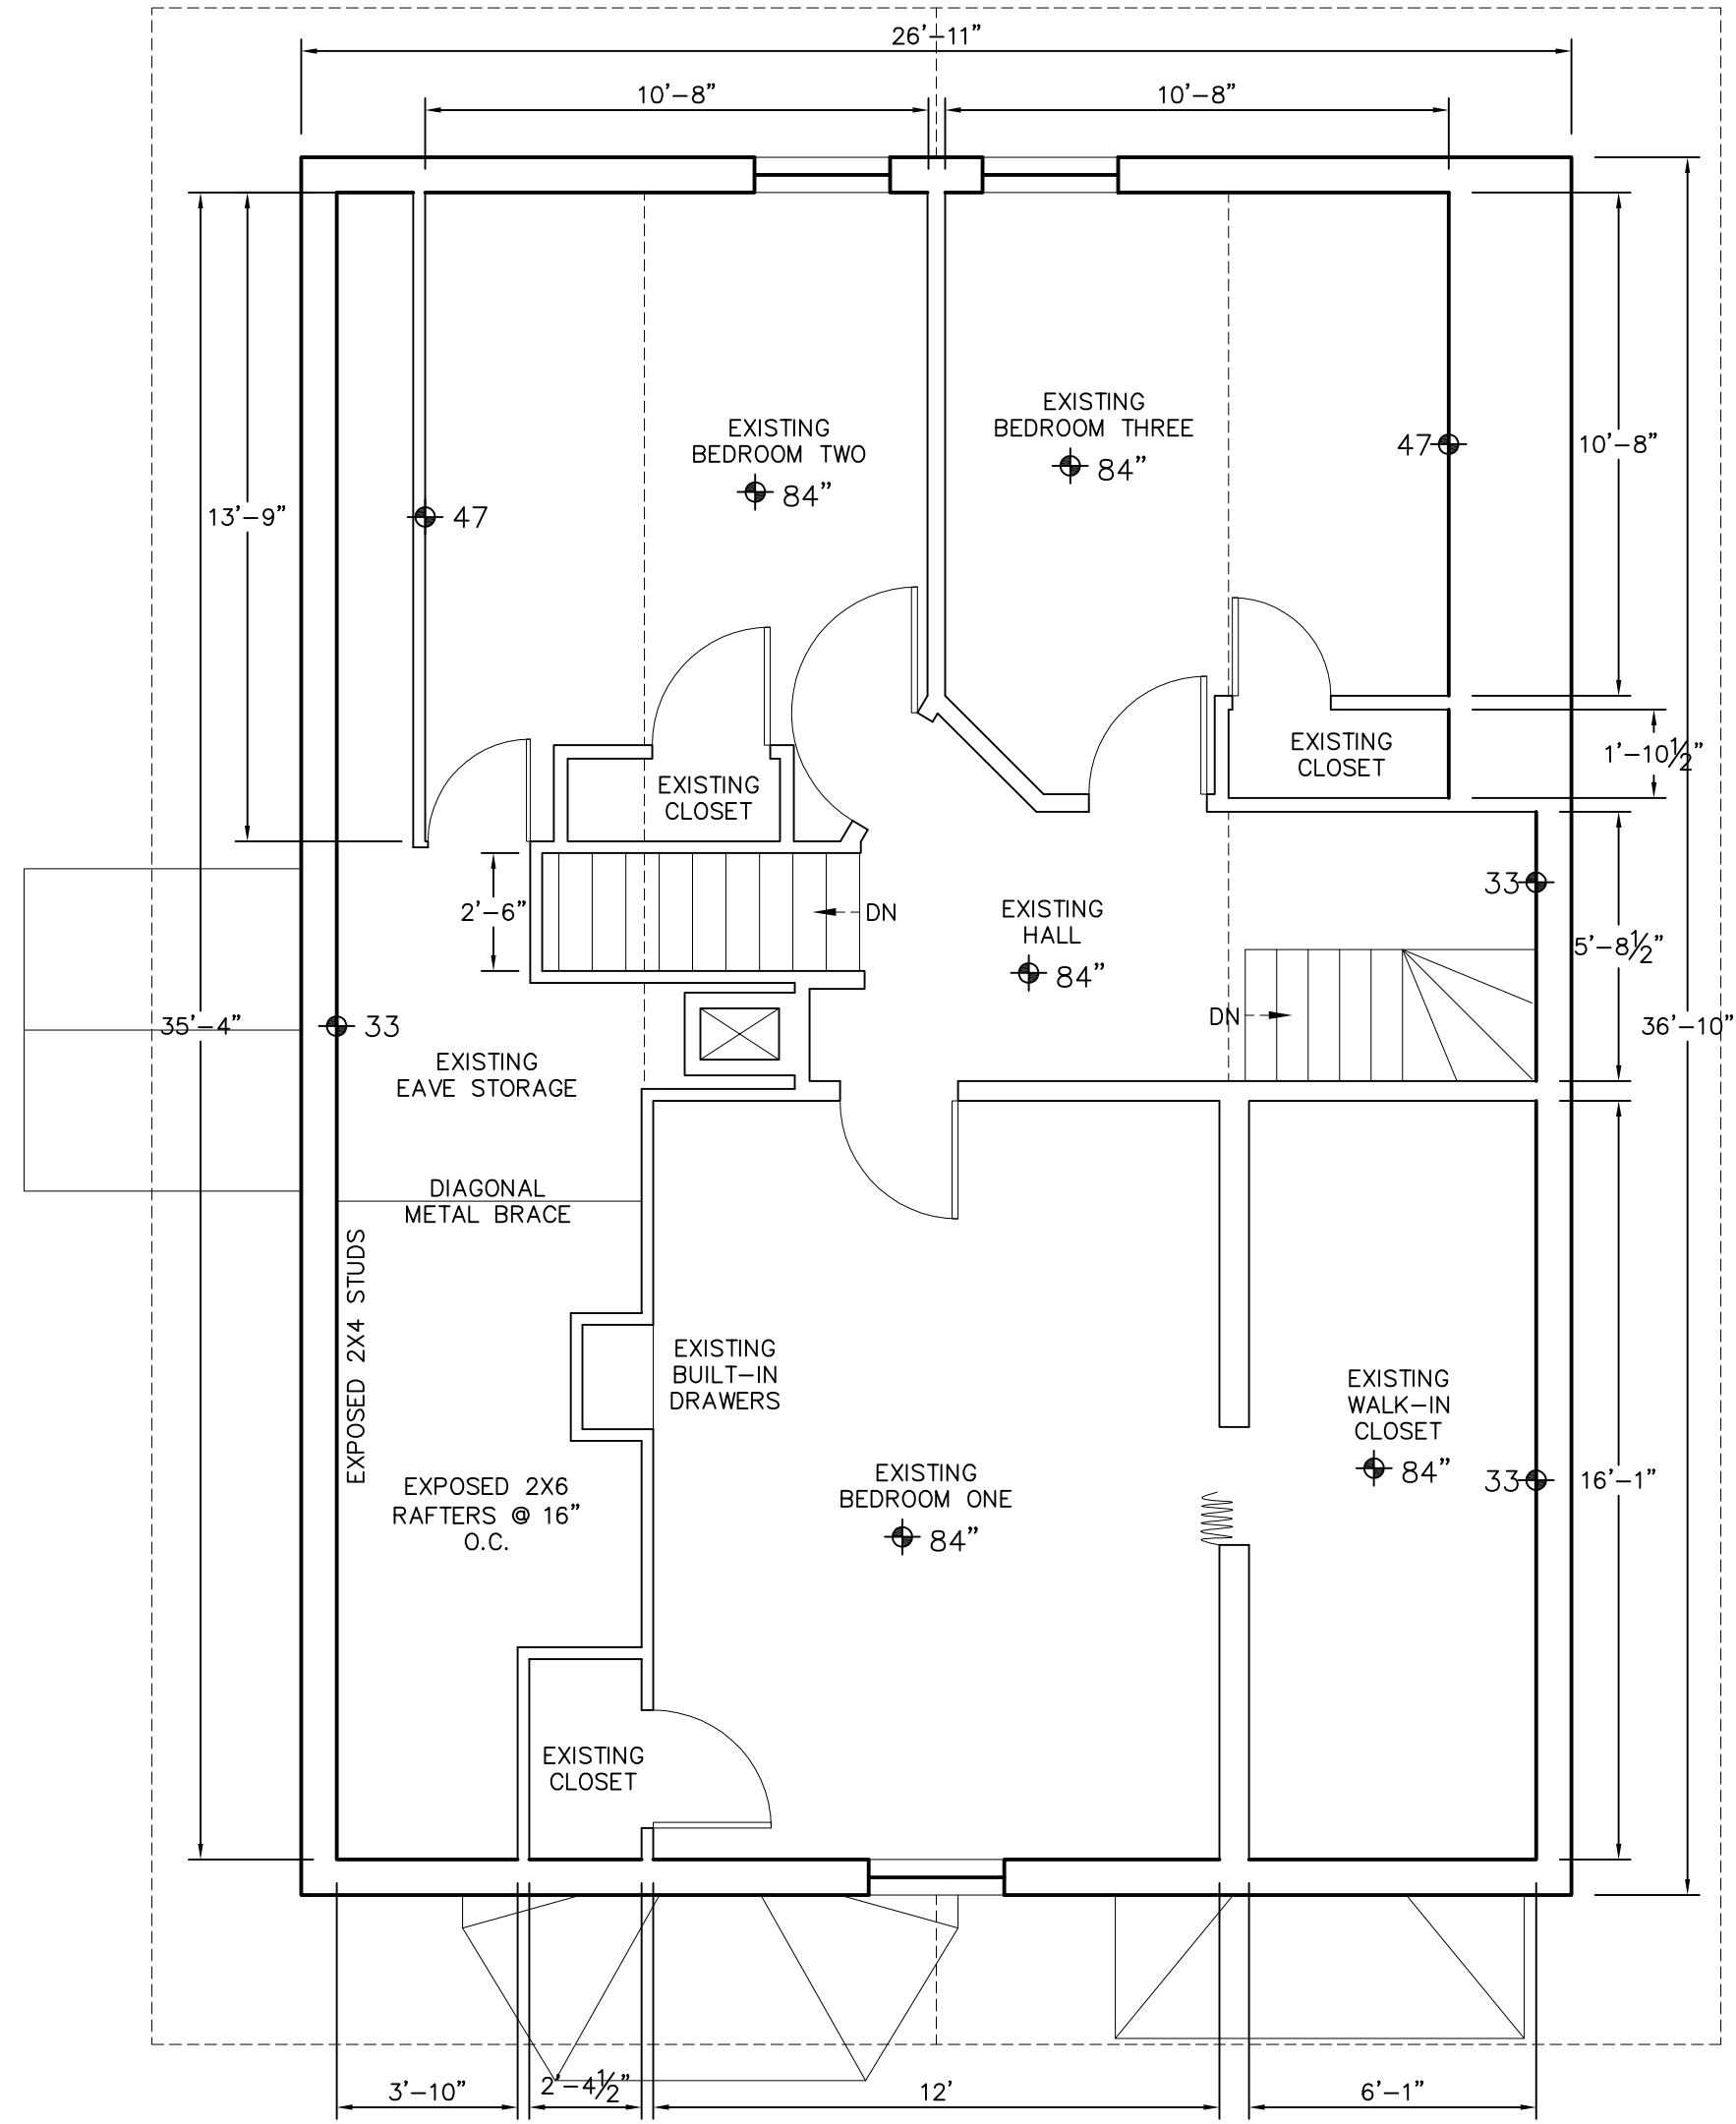 26'-11"
10'-8"
10'-8"
EXISTING
BEDROOM TWO
84"
EXISTING
BEDROOM THREE
84"
47
10'-8"
13'-9"
47
EXISTING
CLOSET
1'-10½"
EXISTING
CLOSET
2'-6"
DN
EXISTING
HALL
84"
33
5'-8½"
DN
35'-4"
33
36'-10"
EXISTING
EAVE STORAGE
DIAGONAL
METAL BRACE
EXPOSED 2X4 STUDS
EXISTING
BUILT-IN
DRAWERS
EXISTING
WALK-IN
CLOSET
84"
33
16'-1"
EXPOSED 2X6
RAFTERS @ 16"
O.C.
EXISTING
BEDROOM ONE
84"
EXISTING
CLOSET
3'-10"
2'-4½"
12'
6'-1"